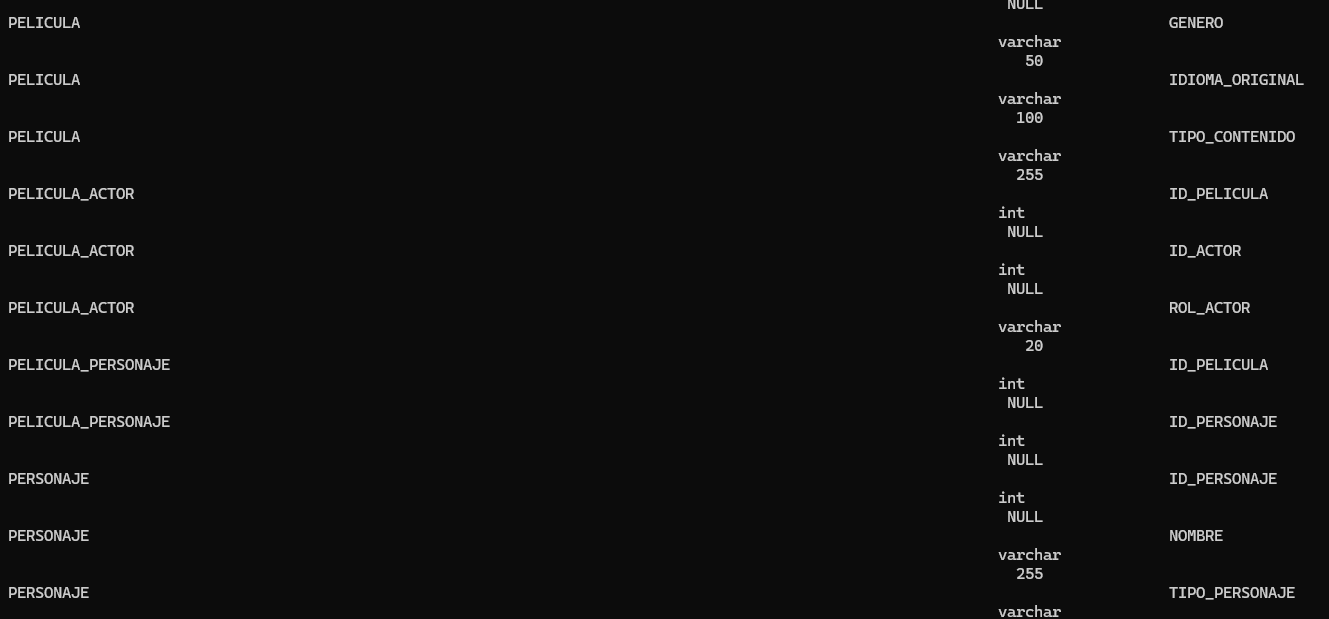 NULL
PELICULA GENERO
varchar
50
PELICULA IDIOMA_ORIGINAL
varchar
100
PELICULA TIPO_CONTENIDO
varchar
255
PELICULA_ACTOR ID_PELICULA
int
NULL
PELICULA_ACTOR ID_ACTOR
int
NULL
PELICULA_ACTOR ROL_ACTOR
varchar
20
PELICULA_PERSONAJE ID_PELICULA
int
NULL
PELICULA_PERSONAJE ID_PERSONAJE
int
NULL
PERSONAJE ID_PERSONAJE
int
NULL
PERSONAJE NOMBRE
varchar
255
PERSONAJE TIPO_PERSONAJE
varchar